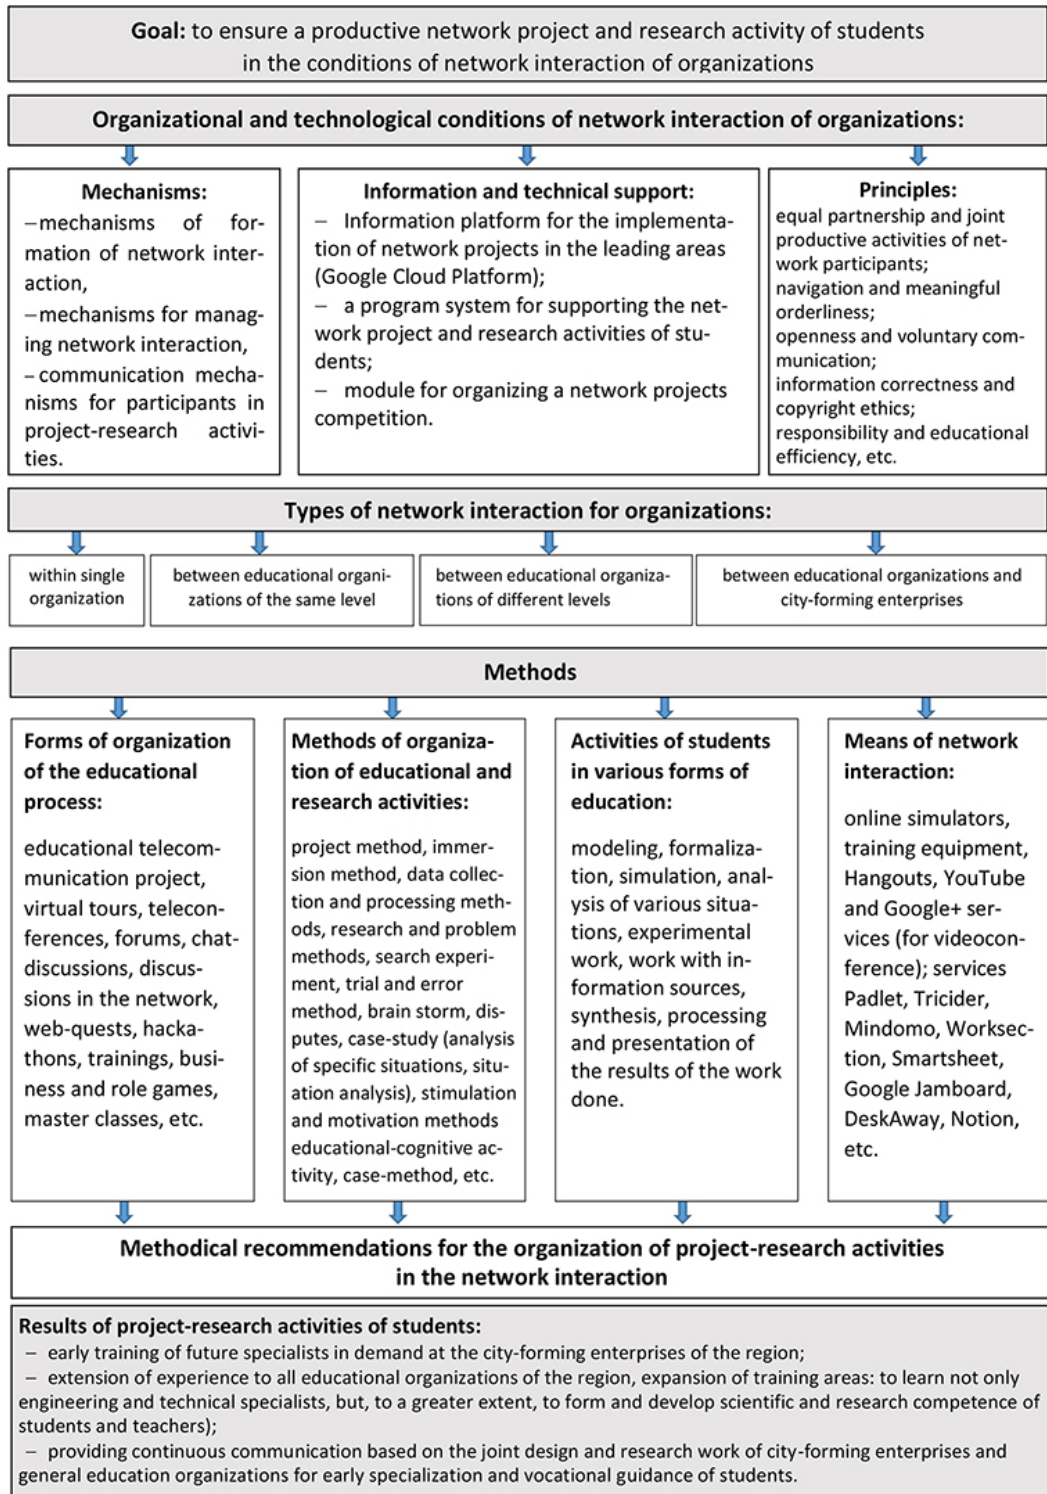 Goal: to ensure a productive network project and research activity of students
in the conditions of network interaction of organizations
Organizational and technological conditions of network interaction of organizations:
Mechanisms:
– mechanisms of for-
mation of network inter-
action,
– mechanisms for manag-
ing network interaction,
– communication mecha-
nisms for participants in
project-research activi-
ties.
Information and technical support:
– Information platform for the implementa-
tion of network projects in the leading areas
(Google Cloud Platform);
– a program system for supporting the net-
work project and research activities of stu-
dents;
– module for organizing a network projects
competition.
Principles:
equal partnership and joint
productive activities of net-
work participants;
navigation and meaningful
orderliness;
openness and voluntary com-
munication;
information correctness and
copyright ethics;
responsibility and educational
efficiency, etc.
Types of network interaction for organizations:
within single
organization
between educational organi-
zations of the same level
between educational organiza-
tions of different levels
between educational organizations and
city-forming enterprises
Methods
Forms of organization
of the educational
process:
educational telecom-
munication project,
virtual tours, telecon-
ferences, forums, chat-
discussions, discus-
sions in the network,
web-quests, hacka-
thons, trainings, busi-
ness and role games,
master classes, etc.
Methods of organiza-
tion of educational and
research activities:
project method, immer-
sion method, data collec-
tion and processing meth-
ods, research and problem
methods, search experi-
ment, trial and error
method, brain storm, dis-
putes, case-study (analysis
of specific situations, situ-
ation analysis), stimulation
and motivation methods
educational-cognitive ac-
tivity, case-method, etc.
Activities of students
in various forms of
education:
modeling, formaliza-
tion, simulation, anal-
ysis of various situa-
tions, experimental
work, work with in-
formation sources,
synthesis, processing
and presentation of
the results of the work
done.
Means of network
interaction:
online simulators,
training equipment,
Hangouts, YouTube
and Google+ ser-
vices (for videocon-
ference); services
Padlet, Tricider,
Mindomo, Worksec-
tion, Smartsheet,
Google Jamboard,
DeskAway, Notion,
etc.
Methodical recommendations for the organization of project-research activities
in the network interaction
Results of project-research activities of students:
– early training of future specialists in demand at the city-forming enterprises of the region;
– extension of experience to all educational organizations of the region, expansion of training areas: to learn not only
engineering and technical specialists, but, to a greater extent, to form and develop scientific and research competence of
students and teachers);
– providing continuous communication based on the joint design and research work of city-forming enterprises and
general education organizations for early specialization and vocational guidance of students.